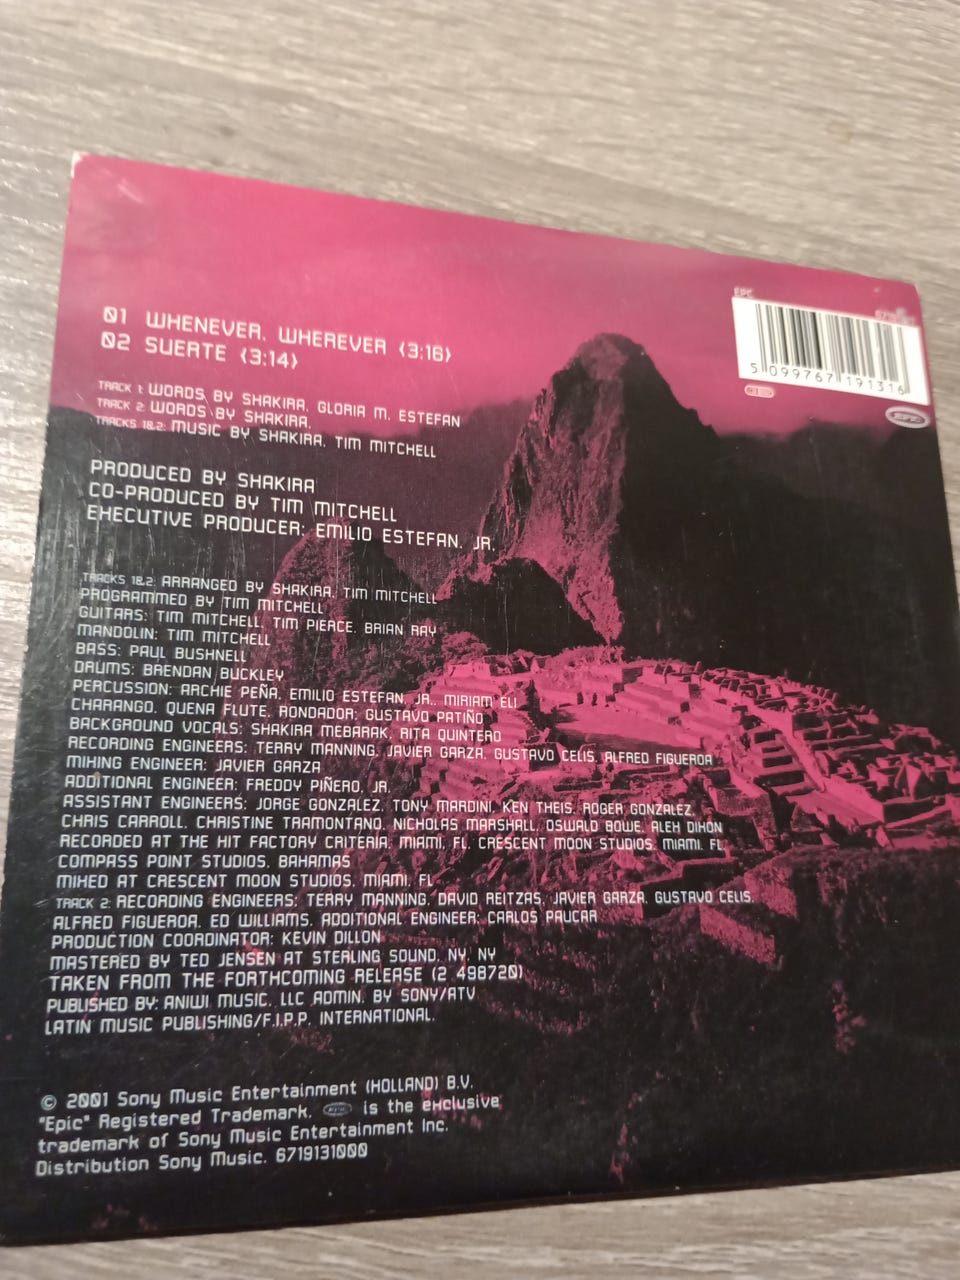 01 WHENEVER, WHEREVER (3:16)
02 SUERTE (3:14)
TRACK 1: WORDS BY SHAKIRA, GLORIA M. ESTEFAN
TRACK 2: WORDS BY SHAKIRA.
TRACKS 1&2: MUSIC BY SHAKIRA, TIM MITCHELL
PRODUCED BY SHAKIRA
CO-PRODUCED BY TIM MITCHELL
EXECUTIVE PRODUCER: EMILIO ESTEFAN, JR.
TRACKS 1&2: ARRANGED BY SHAKIRA, TIM MITCHELL
PROGRAMMED BY TIM MITCHELL
GUITARS: TIM MITCHELL, TIM PIERCE, BRIAN RAY
MANDOLIN: TIM MITCHELL
BASS: PAUL BUSHNELL
DRUMS: BRENDAN BUCKLEY
PERCUSSION: ARCHIE PEÑA, EMILIO ESTEFAN, JR., MIRIAM ELI
CHARANGO, QUENA FLUTE, RONDADOR: GUSTAVO PATIÑO
BACKGROUND VOCALS: SHAKIRA MEBARAK, RITA QUINTERO
RECORDING ENGINEERS: TERRY MANNING, JAVIER GARZA, GUSTAVO CELIS, ALFRED FIGUEROA
MIXING ENGINEER: JAVIER GARZA
ADDITIONAL ENGINEER: FREDDY PIÑERO, JR.
ASSISTANT ENGINEERS: JORGE GONZALEZ, TONY MARDINI, KEN THEIS, ROGER GONZALEZ,
CHRIS CARROLL, CHRISTINE TRAMONTANO, NICHOLAS MARSHALL, OSWALD BOWE, ALEX DIXON
RECORDED AT THE HIT FACTORY CRITERIA, MIAMI, FL, CRESCENT MOON STUDIOS, MIAMI, FL,
COMPASS POINT STUDIOS, BAHAMAS
MIXED AT CRESCENT MOON STUDIOS, MIAMI, FL
TRACK 2: RECORDING ENGINEERS: TERRY MANNING, DAVID REITZAS, JAVIER GARZA, GUSTAVO CELIS,
ALFRED FIGUEROA, ED WILLIAMS, ADDITIONAL ENGINEER: CARLOS PAUCAR
PRODUCTION COORDINATOR: KEVIN DILLON
MASTERED BY TED JENSEN AT STERLING SOUND, NY, NY
TAKEN FROM THE FORTHCOMING RELEASE (2 498720)
PUBLISHED BY: ANIWI MUSIC, LLC ADMIN. BY SONY/ATV
LATIN MUSIC PUBLISHING/F.I.P.P. INTERNATIONAL.
© 2001 Sony Music Entertainment (HOLLAND) B.V.
"Epic" Registered Trademark. EPIC is the exclusive
trademark of Sony Music Entertainment Inc.
Distribution Sony Music. 6719131000
EPC
5 099767 191316
EPIC